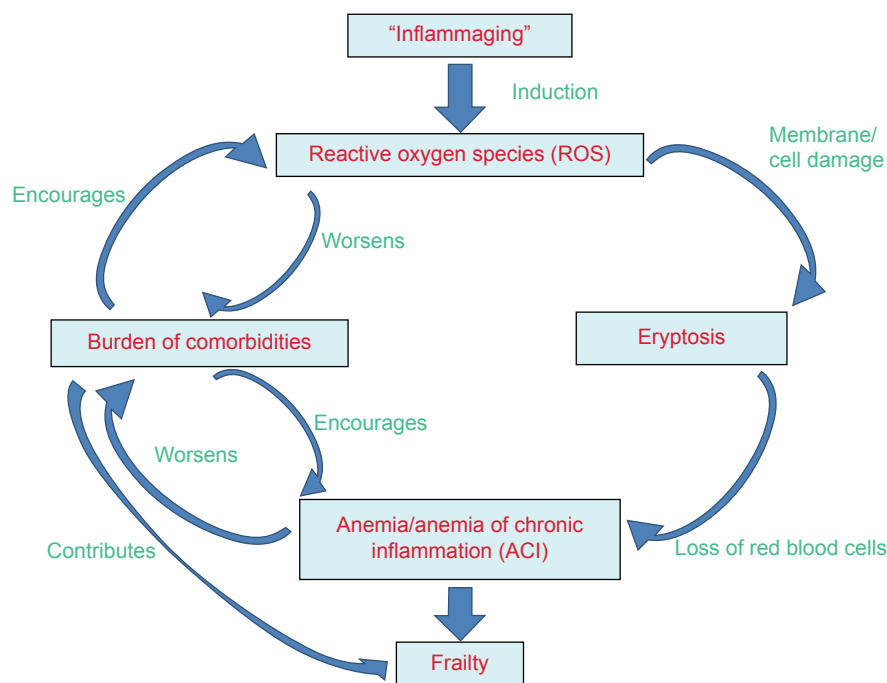 “Inflammaging”
Induction
Reactive oxygen species (ROS)
Membrane/
cell damage
Encourages
Worsens
Burden of comorbidities
Eryptosis
Encourages
Worsens
Anemia/anemia of chronic
inflammation (ACI)
Contributes
Loss of red blood cells
Frailty